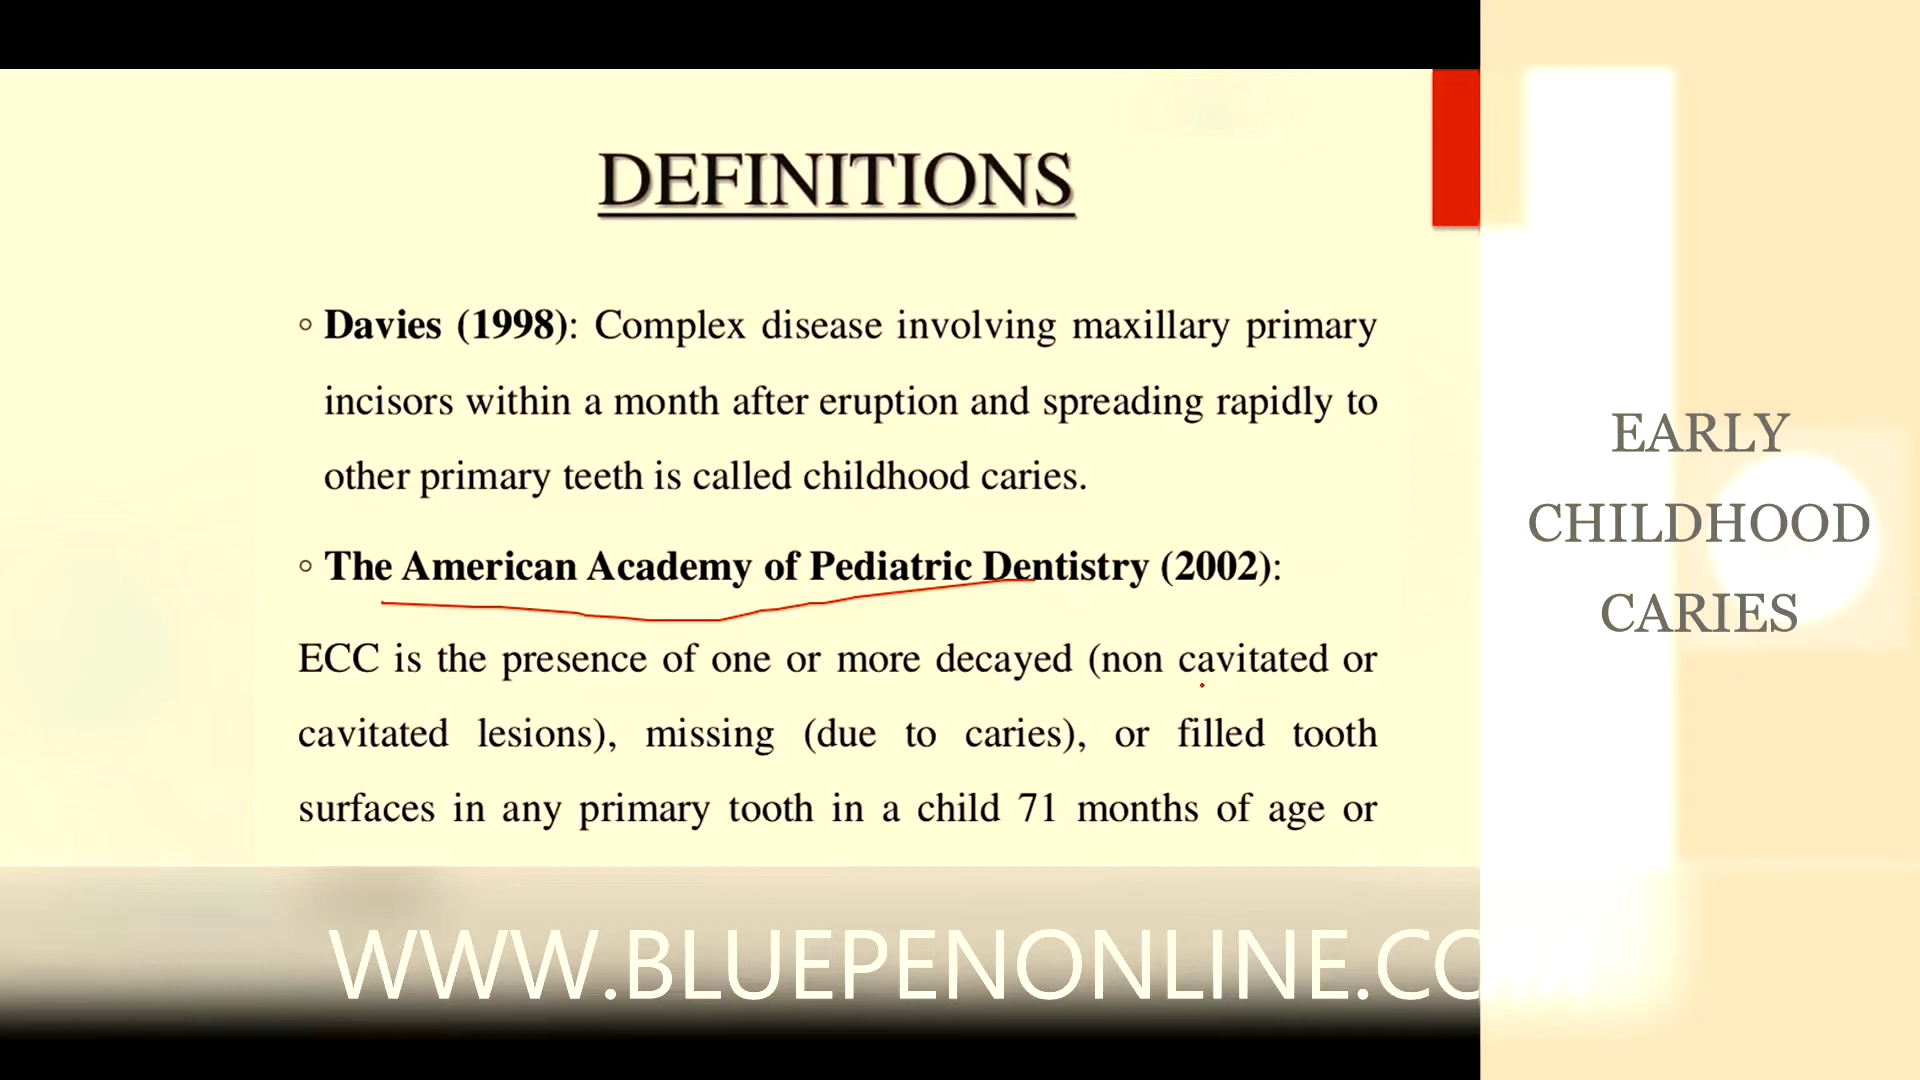 DEFINITIONS
◦ Davies (1998): Complex disease involving maxillary primary
incisors within a month after eruption and spreading rapidly to
other primary teeth is called childhood caries.
◦ The American Academy of Pediatric Dentistry (2002):
ECC is the presence of one or more decayed (non cavitated or
cavitated lesions), missing (due to caries), or filled tooth
surfaces in any primary tooth in a child 71 months of age or
EARLY
CHILDHOOD
CARIES
WWW.BLUEPENONLINE.CO